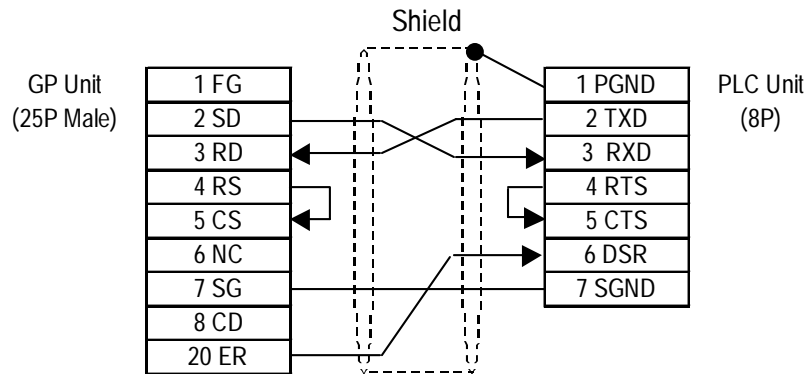 Shield
GP Unit
(25P Male)
1 FG
2 SD
3 RD
4 RS
5 CS
6 NC
7 SG
8 CD
20 ER
1 PGND
2 TXD
3 RXD
4 RTS
5 CTS
6 DSR
7 SGND
PLC Unit
(8P)